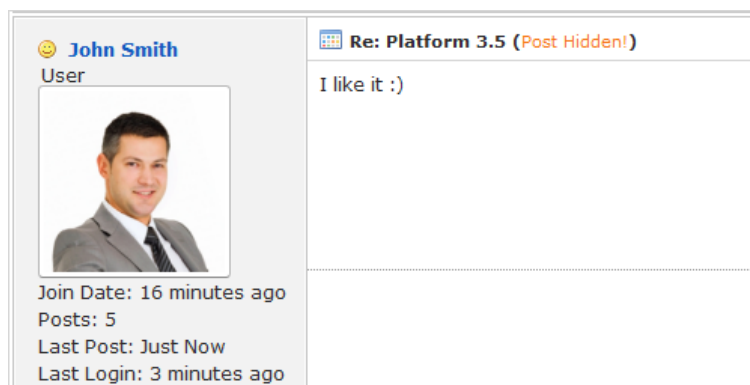 John Smith
User
Join Date: 16 minutes ago
Posts: 5
Last Post: Just Now
Last Login: 3 minutes ago
Re: Platform 3.5 (Post Hidden!)
I like it :)